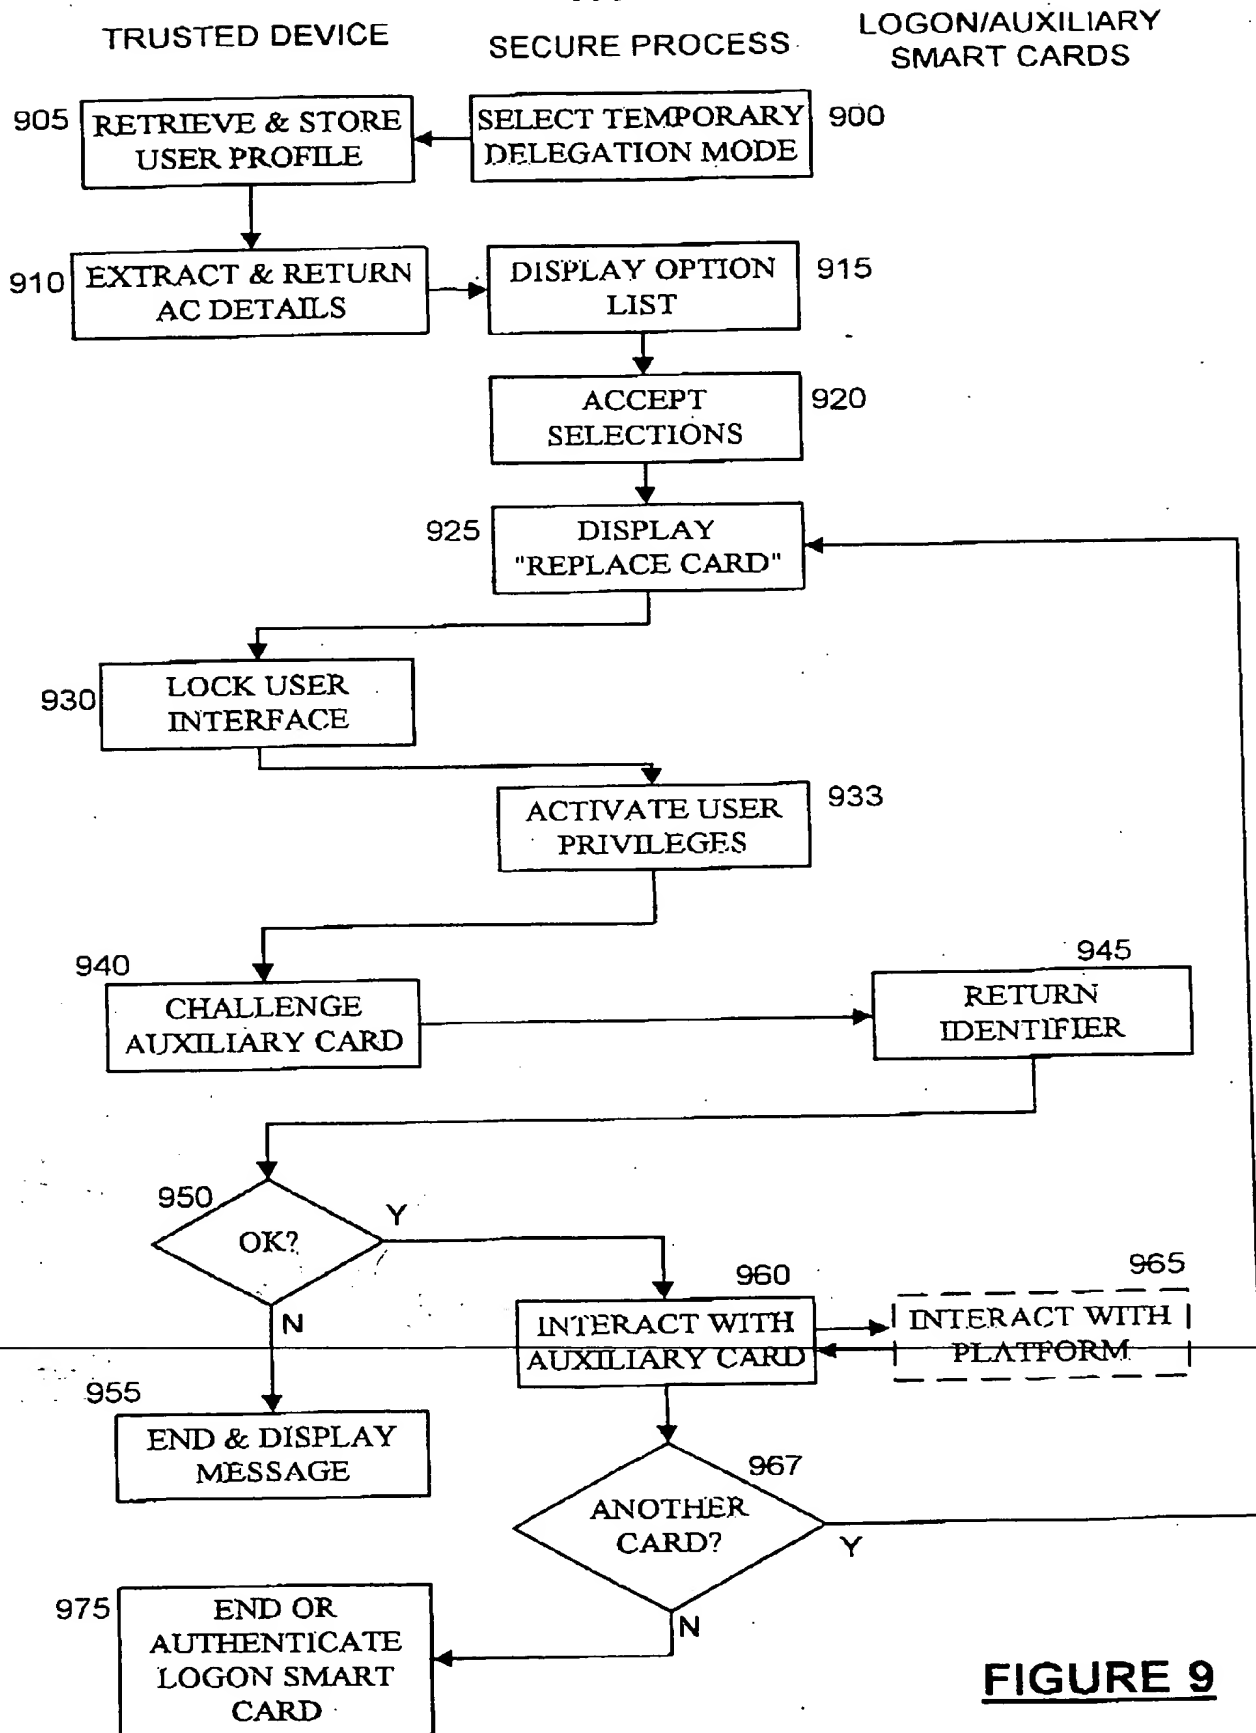 TRUSTED DEVICE
SECURE PROCESS
LOGON/AUXILIARY
SMART CARDS
905
RETRIEVE & STORE
USER PROFILE
SELECT TEMPORARY
DELEGATION MODE
900
910
EXTRACT & RETURN
AC DETAILS
DISPLAY OPTION
LIST
915
ACCEPT
SELECTIONS
920
925
DISPLAY
"REPLACE CARD"
930
LOCK USER
INTERFACE
ACTIVATE USER
PRIVILEGES
933
940
CHALLENGE
AUXILIARY CARD
945
RETURN
IDENTIFIER
950
OK?
Y
N
960
INTERACT WITH
AUXILIARY CARD
965
INTERACT WITH
PLATFORM
955
END & DISPLAY
MESSAGE
967
ANOTHER
CARD?
Y
N
975
END OR
AUTHENTICATE
LOGON SMART
CARD
FIGURE 9